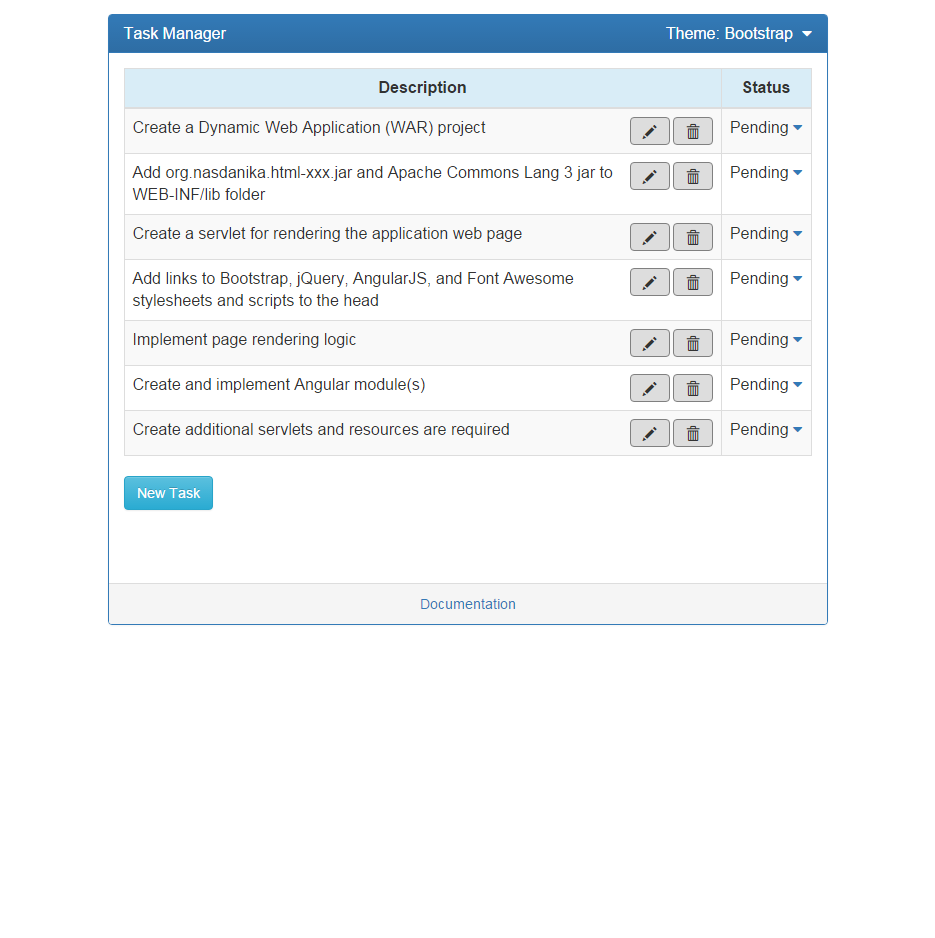 Task Manager Theme: Bootstrap
Description Status
Create a Dynamic Web Application (WAR) project Pending
Add org.nasdanika.html-xxx.jar and Apache Commons Lang 3 jar to Pending
WEB-INF/lib folder
Create a servlet for rendering the application web page Pending
Add links to Bootstrap, jQuery, AngularJS, and Font Awesome Pending
stylesheets and scripts to the head
Implement page rendering logic Pending
Create and implement Angular module(s) Pending
Create additional servlets and resources are required Pending
New Task
Documentation